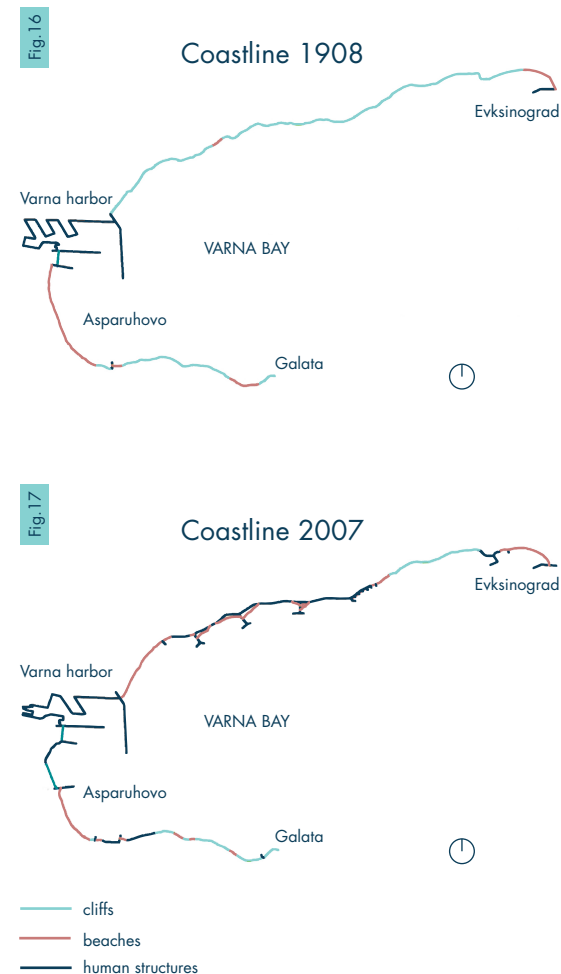 Fig.16
Coastline 1908
Evksinograd
Varna harbor
VARNA BAY
Asparuhovo
Galata
Fig.17
Coastline 2007
Evksinograd
Varna harbor
VARNA BAY
Asparuhovo
Galata
cliffs
beaches
human structures